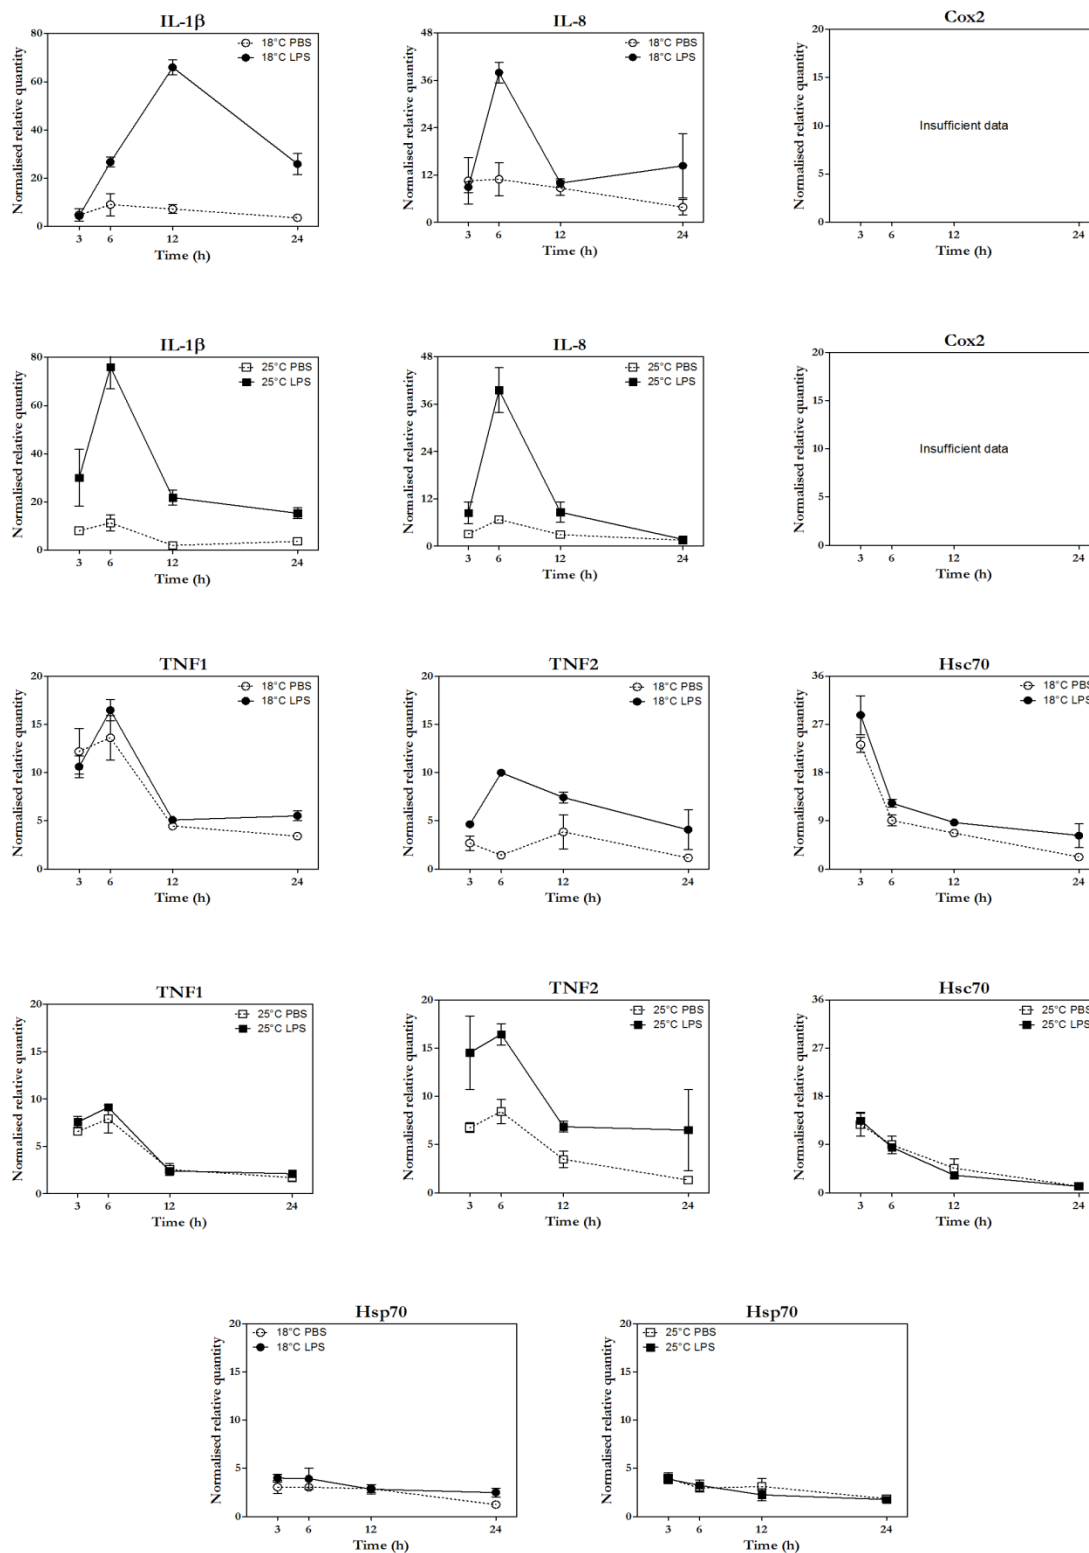 IL-1β
Normalised relative quantity
80
60
40
20
0
3 6 12 24
Time (h)
18°C PBS
18°C LPS
IL-8
Normalised relative quantity
48
36
24
12
0
3 6 12 24
Time (h)
18°C PBS
18°C LPS
Cox2
Normalised relative quantity
20
15
10
5
0
3 6 12 24
Time (h)
Insufficient data
IL-1β
Normalised relative quantity
80
60
40
20
0
3 6 12 24
Time (h)
25°C PBS
25°C LPS
IL-8
Normalised relative quantity
48
36
24
12
0
3 6 12 24
Time (h)
25°C PBS
25°C LPS
Cox2
Normalised relative quantity
20
15
10
5
0
3 6 12 24
Time (h)
Insufficient data
TNF1
Normalised relative quantity
20
15
10
5
0
3 6 12 24
Time (h)
18°C PBS
18°C LPS
TNF2
Normalised relative quantity
20
15
10
5
0
3 6 12 24
Time (h)
18°C PBS
18°C LPS
Hsc70
Normalised relative quantity
36
27
18
9
0
3 6 12 24
Time (h)
18°C PBS
18°C LPS
TNF1
Normalised relative quantity
20
15
10
5
0
3 6 12 24
Time (h)
25°C PBS
25°C LPS
TNF2
Normalised relative quantity
20
15
10
5
0
3 6 12 24
Time (h)
25°C PBS
25°C LPS
Hsc70
Normalised relative quantity
36
27
18
9
0
3 6 12 24
Time (h)
25°C PBS
25°C LPS
Hsp70
Normalised relative quantity
20
15
10
5
0
3 6 12 24
Time (h)
18°C PBS
18°C LPS
Hsp70
Normalised relative quantity
20
15
10
5
0
3 6 12 24
Time (h)
25°C PBS
25°C LPS